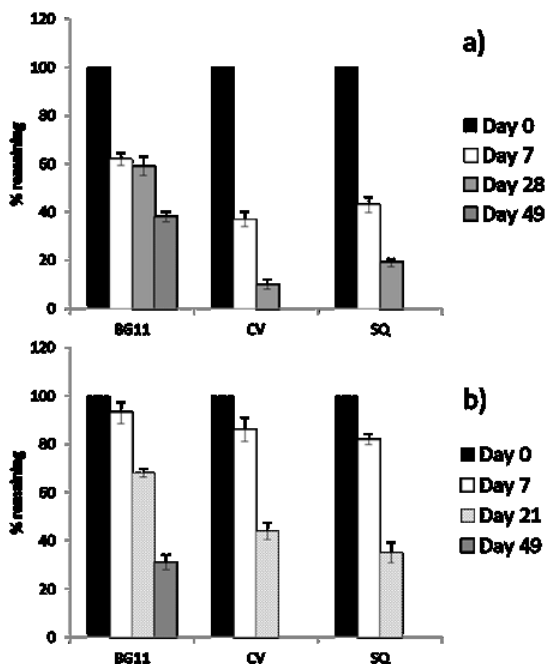 120
a)
100
80
60
40
20
0
% remaining
Day 0
Day 7
Day 28
Day 49
BG11 CV SQ
120
b)
100
80
60
40
20
0
% remaining
Day 0
Day 7
Day 21
Day 49
BG11 CV SQ